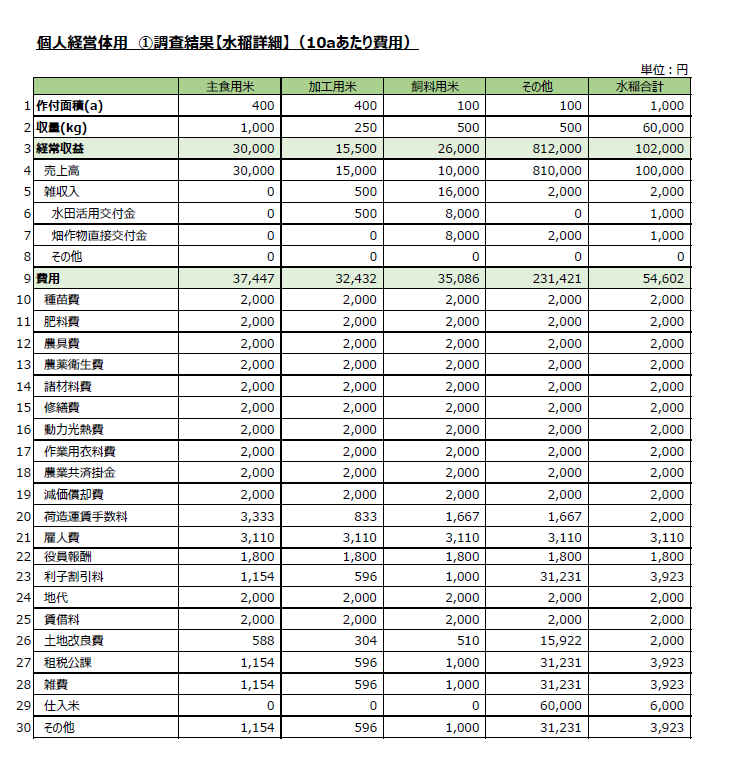 個人経営体用 ①調査結果【水稲詳細】（10aあたり費用）
単位：円
主食用米 加工用米 飼料用米 その他 水稲合計
1 作付面積(a) 400 400 100 100 1,000
2 収量(kg) 1,000 250 500 500 60,000
3 経常収益 30,000 15,500 26,000 812,000 102,000
4 売上高 30,000 15,000 10,000 810,000 100,000
5 雑収入 0 500 16,000 2,000 2,000
6 水田活用交付金 0 500 8,000 0 1,000
7 畑作物直接交付金 0 0 8,000 2,000 1,000
8 その他 0 0 0 0 0
9 費用 37,447 32,432 35,086 231,421 54,602
10 種苗費 2,000 2,000 2,000 2,000 2,000
11 肥料費 2,000 2,000 2,000 2,000 2,000
12 農具費 2,000 2,000 2,000 2,000 2,000
13 農薬衛生費 2,000 2,000 2,000 2,000 2,000
14 諸材料費 2,000 2,000 2,000 2,000 2,000
15 修繕費 2,000 2,000 2,000 2,000 2,000
16 動力光熱費 2,000 2,000 2,000 2,000 2,000
17 作業用衣料費 2,000 2,000 2,000 2,000 2,000
18 農業共済掛金 2,000 2,000 2,000 2,000 2,000
19 減価償却費 2,000 2,000 2,000 2,000 2,000
20 荷造運賃手数料 3,333 833 1,667 1,667 2,000
21 雇人費 3,110 3,110 3,110 3,110 3,110
22 役員報酬 1,800 1,800 1,800 1,800 1,800
23 利子割引料 1,154 596 1,000 31,231 3,923
24 地代 2,000 2,000 2,000 2,000 2,000
25 賃借料 2,000 2,000 2,000 2,000 2,000
26 土地改良費 588 304 510 15,922 2,000
27 租税公課 1,154 596 1,000 31,231 3,923
28 雑費 1,154 596 1,000 31,231 3,923
29 仕入米 0 0 0 60,000 6,000
30 その他 1,154 596 1,000 31,231 3,923